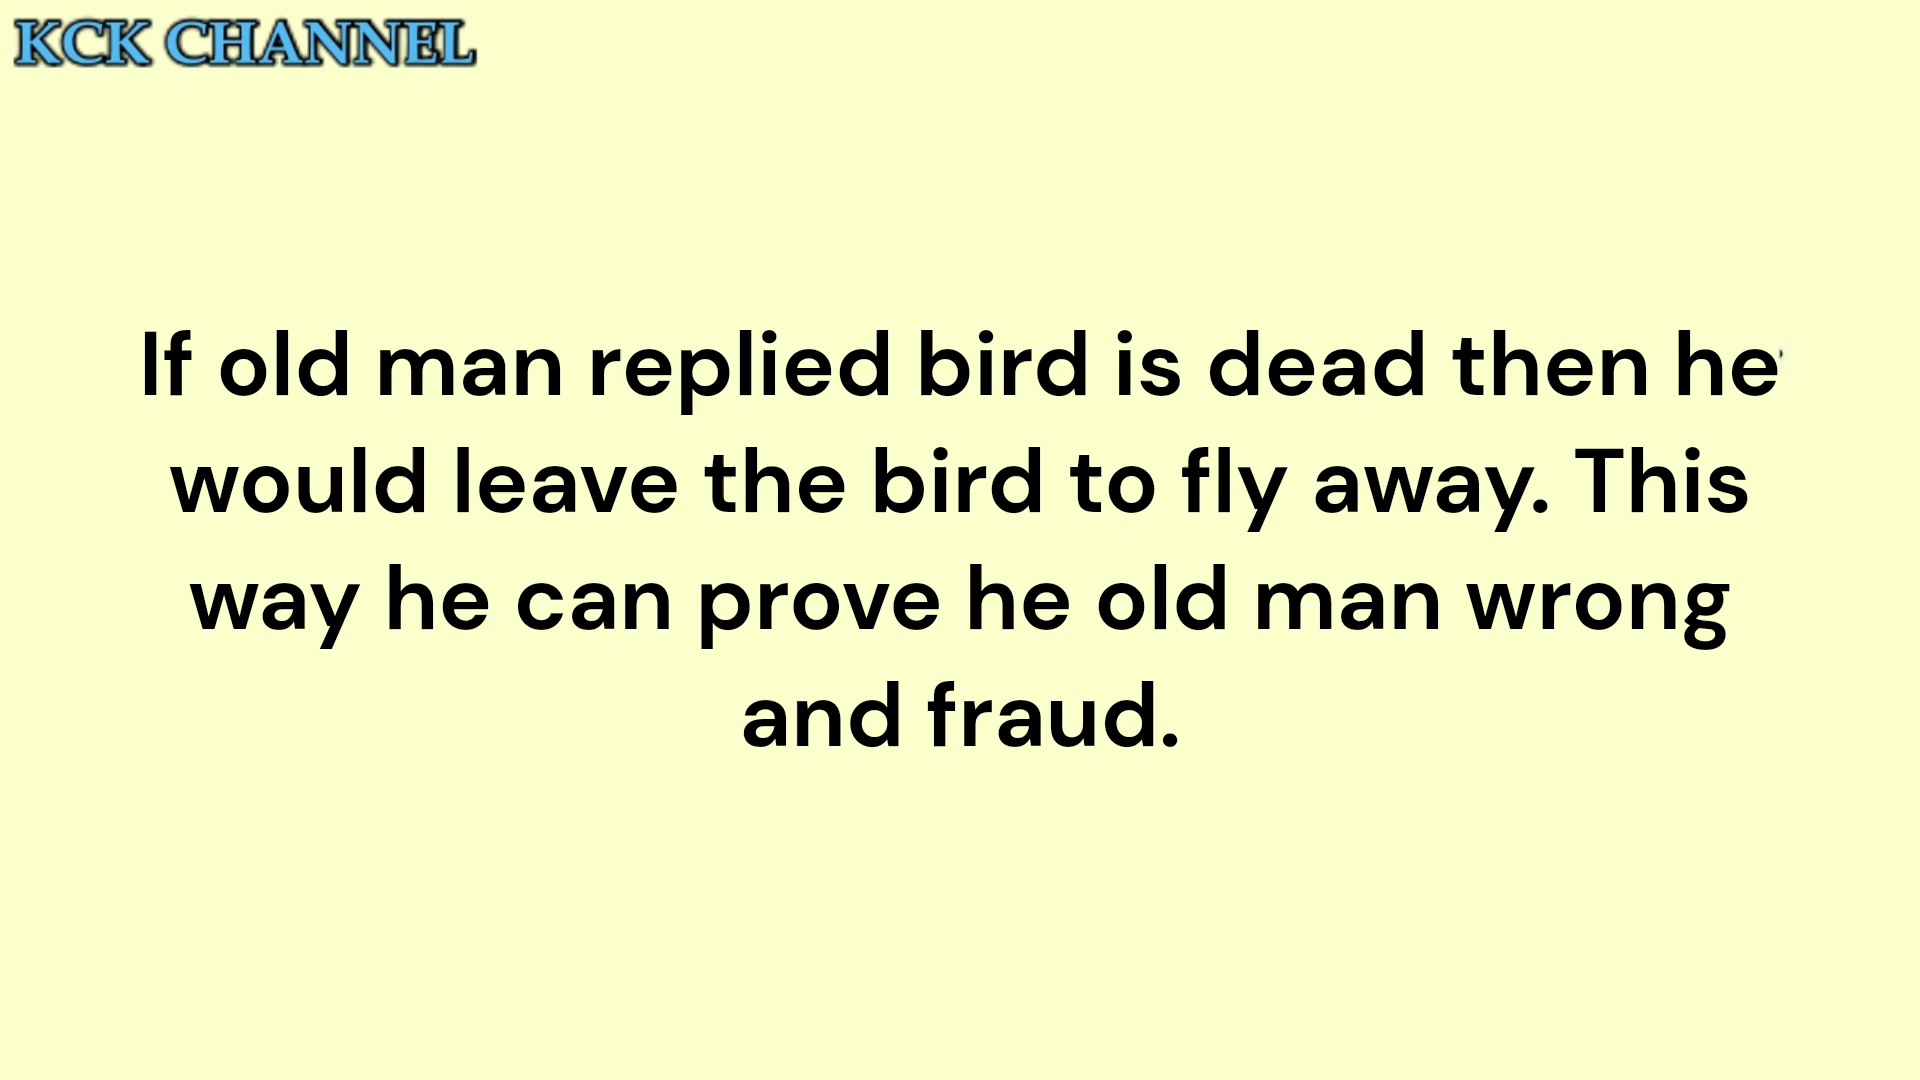 KCK CHANNEL
If old man replied bird is dead then he
would leave the bird to fly away. This
way he can prove he old man wrong
and fraud.